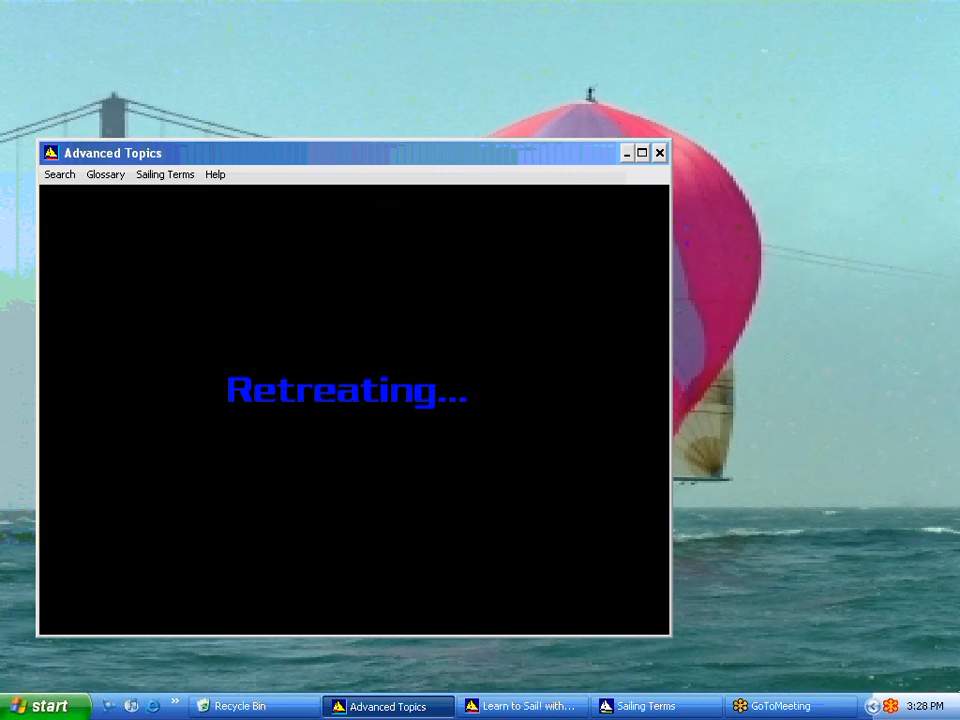 Advanced Topics
Search Glossary Sailing Terms Help
Retreating...
start Recycle Bin Advanced Topics Learn to Sail! with... Sailing Terms GoToMeeting 3:28 PM